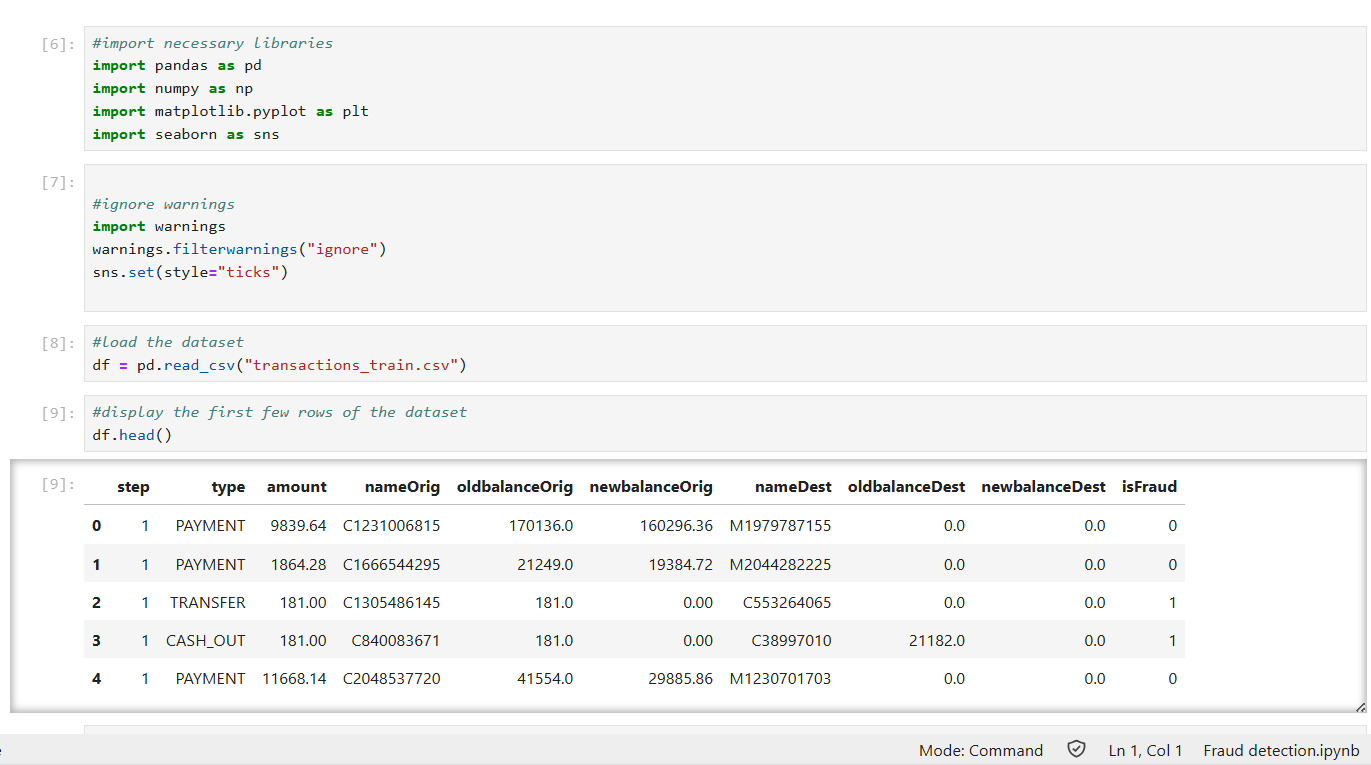 [6]:
#import necessary libraries
import pandas as pd
import numpy as np
import matplotlib.pyplot as plt
import seaborn as sns
[7]:
#ignore warnings
import warnings
warnings.filterwarnings("ignore")
sns.set(style="ticks")
[8]:
#load the dataset
df = pd.read_csv("transactions_train.csv")
[9]:
#display the first few rows of the dataset
df.head()
[9]:
step type amount nameOrig oldbalanceOrig newbalanceOrig nameDest oldbalanceDest newbalanceDest isFraud
0 1 PAYMENT 9839.64 C1231006815 170136.0 160296.36 M1979787155 0.0 0.0 0
1 1 PAYMENT 1864.28 C1666544295 21249.0 19384.72 M2044282225 0.0 0.0 0
2 1 TRANSFER 181.00 C1305486145 181.0 0.00 C553264065 0.0 0.0 1
3 1 CASH_OUT 181.00 C840083671 181.0 0.00 C38997010 21182.0 0.0 1
4 1 PAYMENT 11668.14 C2048537720 41554.0 29885.86 M1230701703 0.0 0.0 0
Mode: Command Ln 1, Col 1 Fraud detection.ipynb